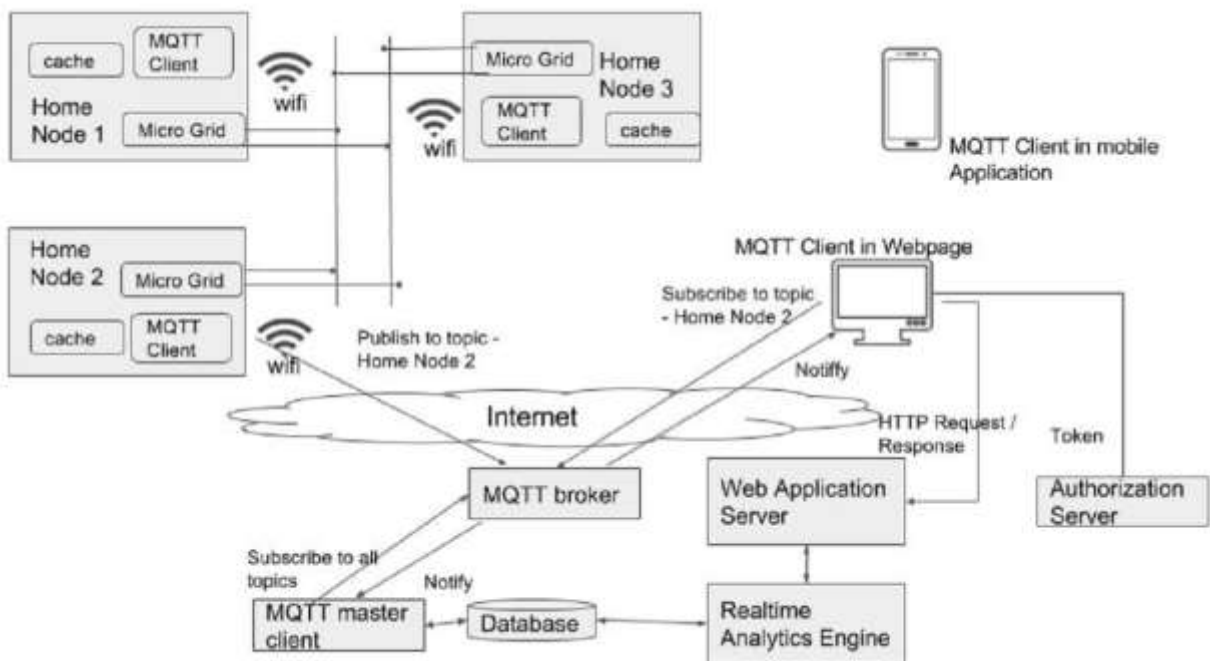 cache
MQTT
Client
wifi
Home
Node 1
Micro Grid
Micro Grid
Home
Node 3
wifi
MQTT
Client
cache
MQTT Client in mobile
Application
Home
Node 2
Micro Grid
cache
MQTT
Client
wifi
Publish to topic -
Home Node 2
MQTT Client in Webpage
Subscribe to topic
- Home Node 2
Notiffy
Internet
HTTP Request /
Response
Token
MQTT broker
Web Application
Server
Authorization
Server
Subscribe to all
topics
Notify
MQTT master
client
Database
Realtime
Analytics Engine